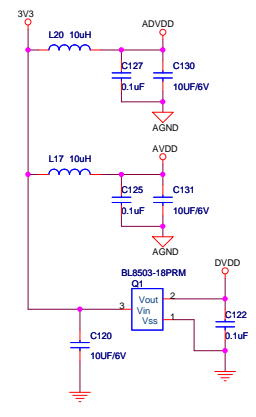 3V3
L20 10uH
ADVDD
C127
C130
0.1uF
10UF/6V
AGND
L17 10uH
AVDD
C125
C131
0.1uF
10UF/6V
AGND
BL8503-18PRM
Q1
DVDD
3
Vout
2
Vin
Vss
1
C122
0.1uF
C120
10UF/6V